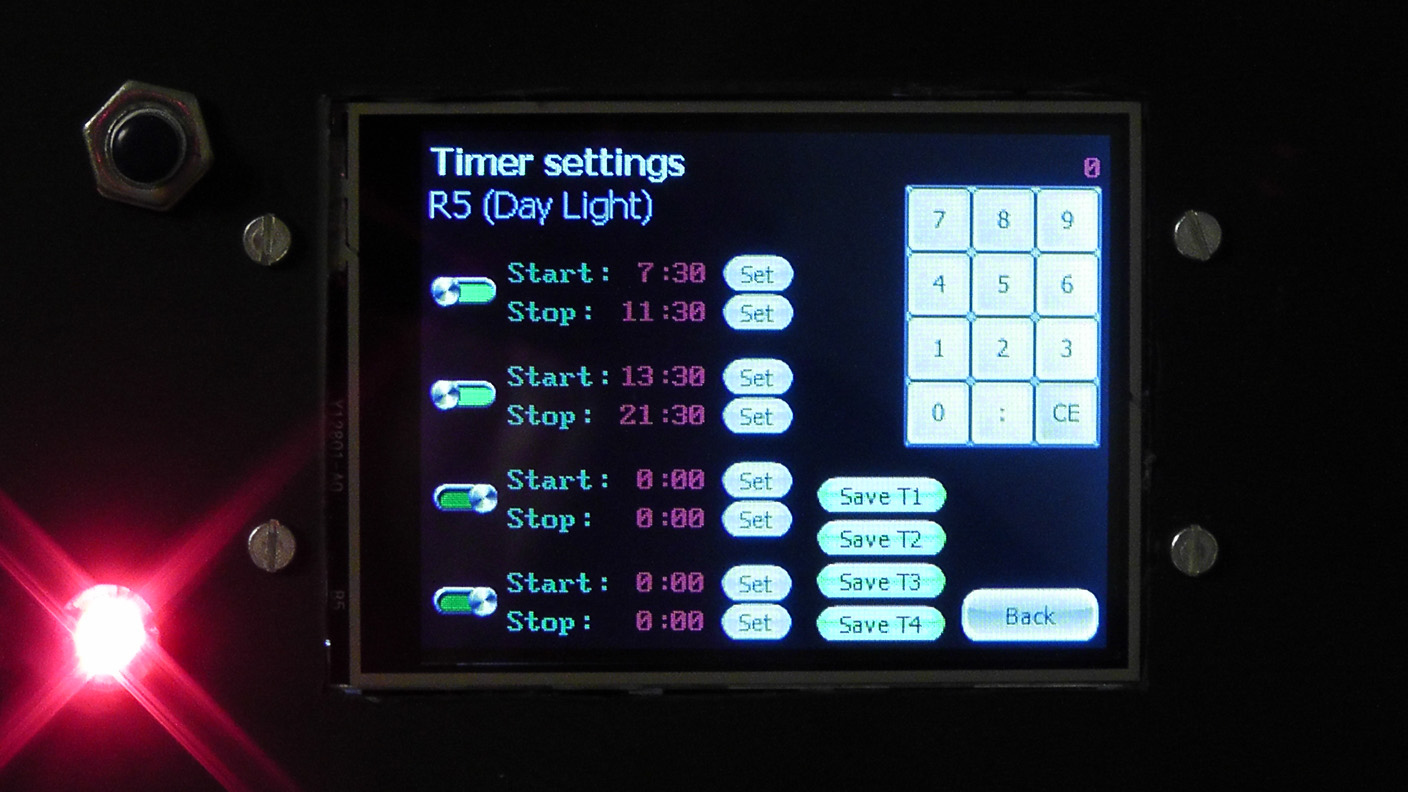 Timer settings
R5 (Day Light)
0
Start: 7:30 Set
Stop: 11:30 Set
Start: 13:30 Set
Stop: 21:30 Set
Start: 0:00 Set
Stop: 0:00 Set
Start: 0:00 Set
Stop: 0:00 Set
7 8 9
4 5 6
1 2 3
0 : CE
Save T1
Save T2
Save T3
Save T4
Back